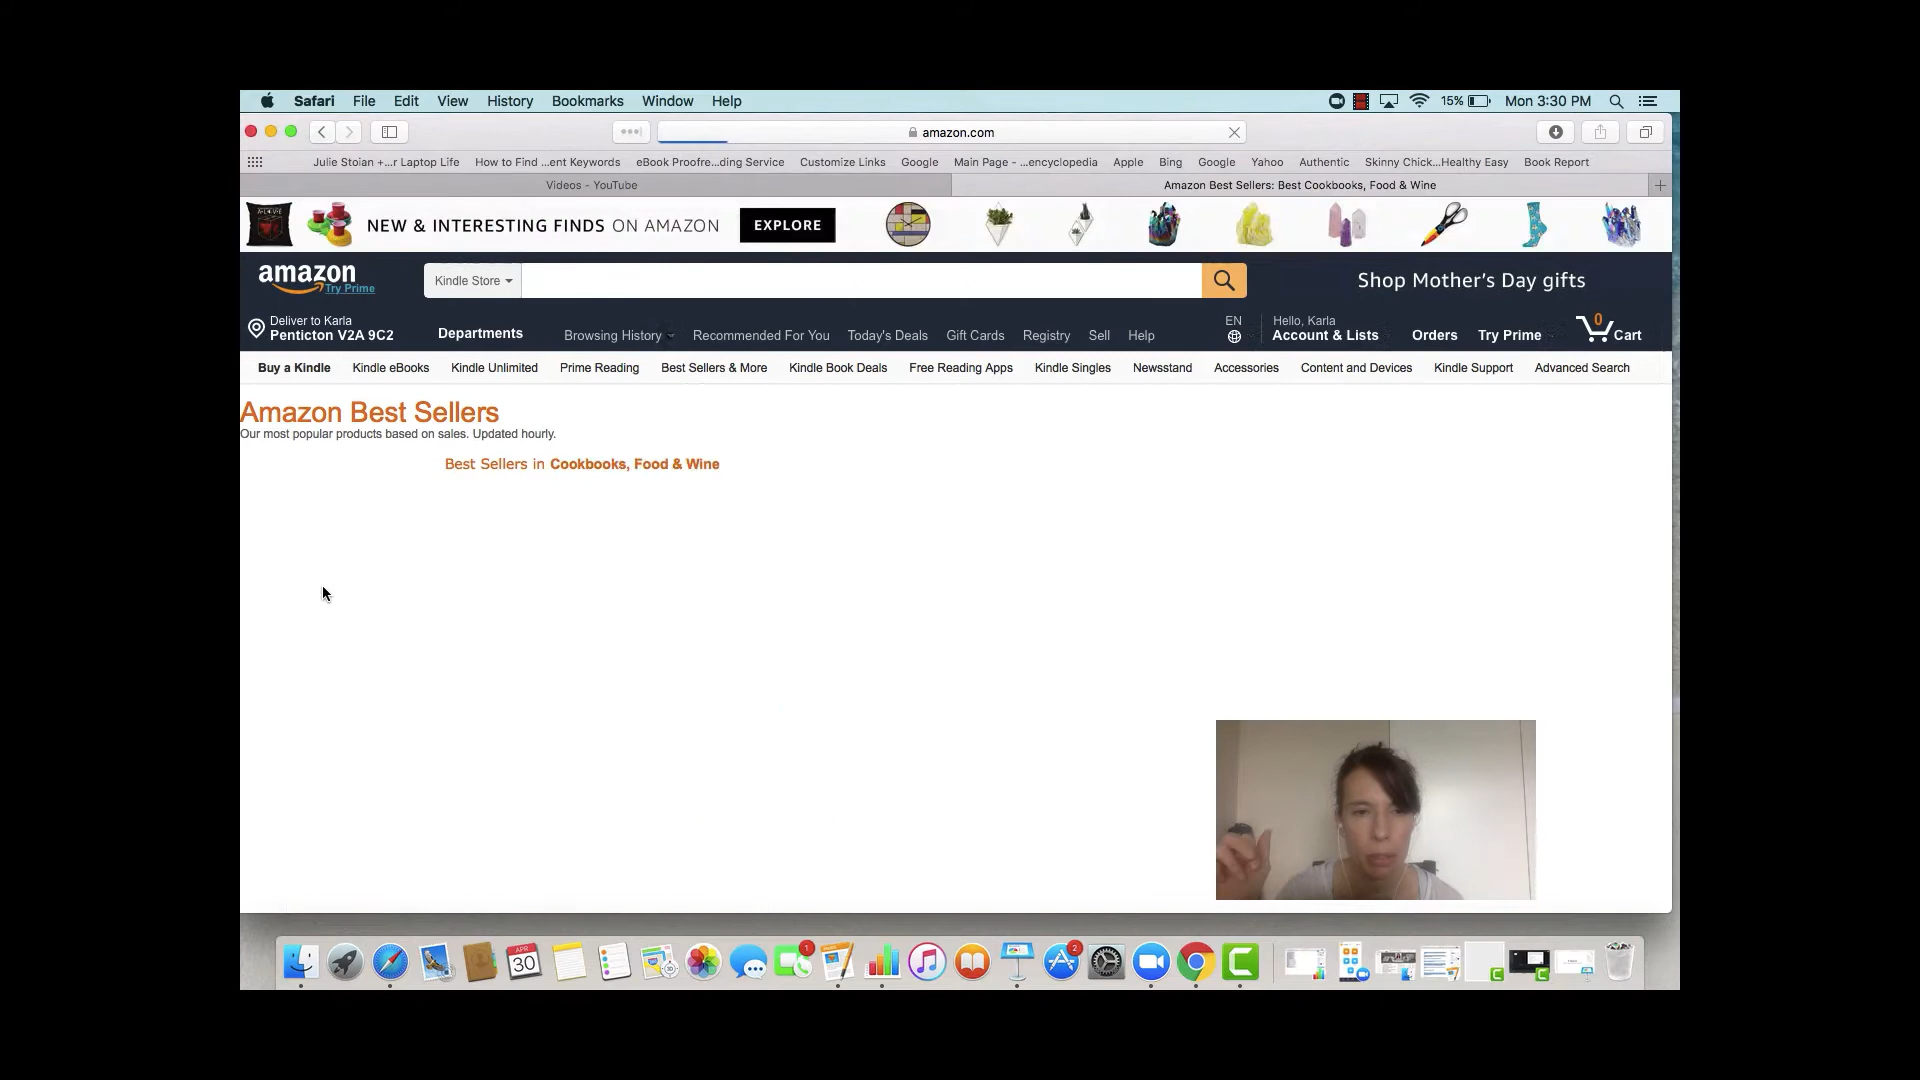 Safari File Edit View History Bookmarks Window Help 15% Mon 3:30 PM
amazon.com
Julie Stoian +...r Laptop Life How to Find ...ent Keywords eBook Proofre...ding Service Customize Links Google Main Page - ...encyclopedia Apple Bing Google Yahoo Authentic Skinny Chick...Healthy Easy Book Report
Videos - YouTube Amazon Best Sellers: Best Cookbooks, Food & Wine
NEW & INTERESTING FINDS ON AMAZON EXPLORE
amazon Try Prime Kindle Store Shop Mother's Day gifts
Deliver to Karla EN Hello, Karla 0
Penticton V2A 9C2 Departments Browsing History Recommended For You Today's Deals Gift Cards Registry Sell Help Account & Lists Orders Try Prime Cart
Buy a Kindle Kindle eBooks Kindle Unlimited Prime Reading Best Sellers & More Kindle Book Deals Free Reading Apps Kindle Singles Newsstand Accessories Content and Devices Kindle Support Advanced Search
Amazon Best Sellers
Our most popular products based on sales. Updated hourly.
Best Sellers in Cookbooks, Food & Wine
APR
30
1
2